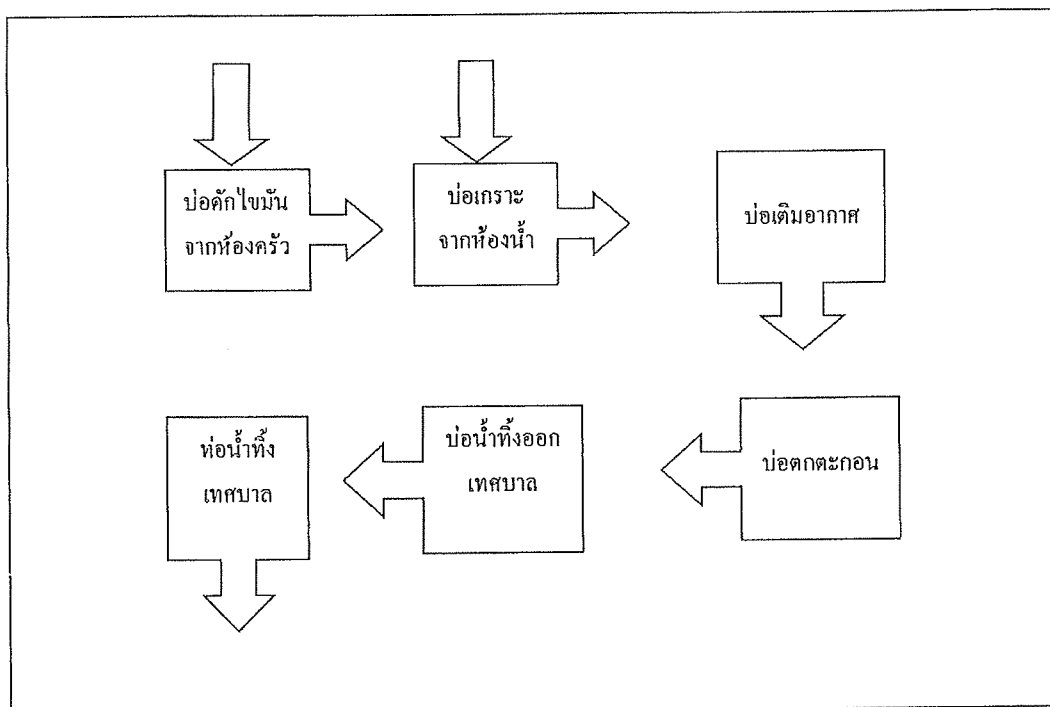 บ่อดักไขมัน
จากห้องครัว
บ่อเกราะ
จากห้องน้ำ
บ่อเติมอากาศ
บ่อตกตะกอน
บ่อน้ำทิ้งออก
เทศบาล
ท่อน้ำทิ้ง
เทศบาล